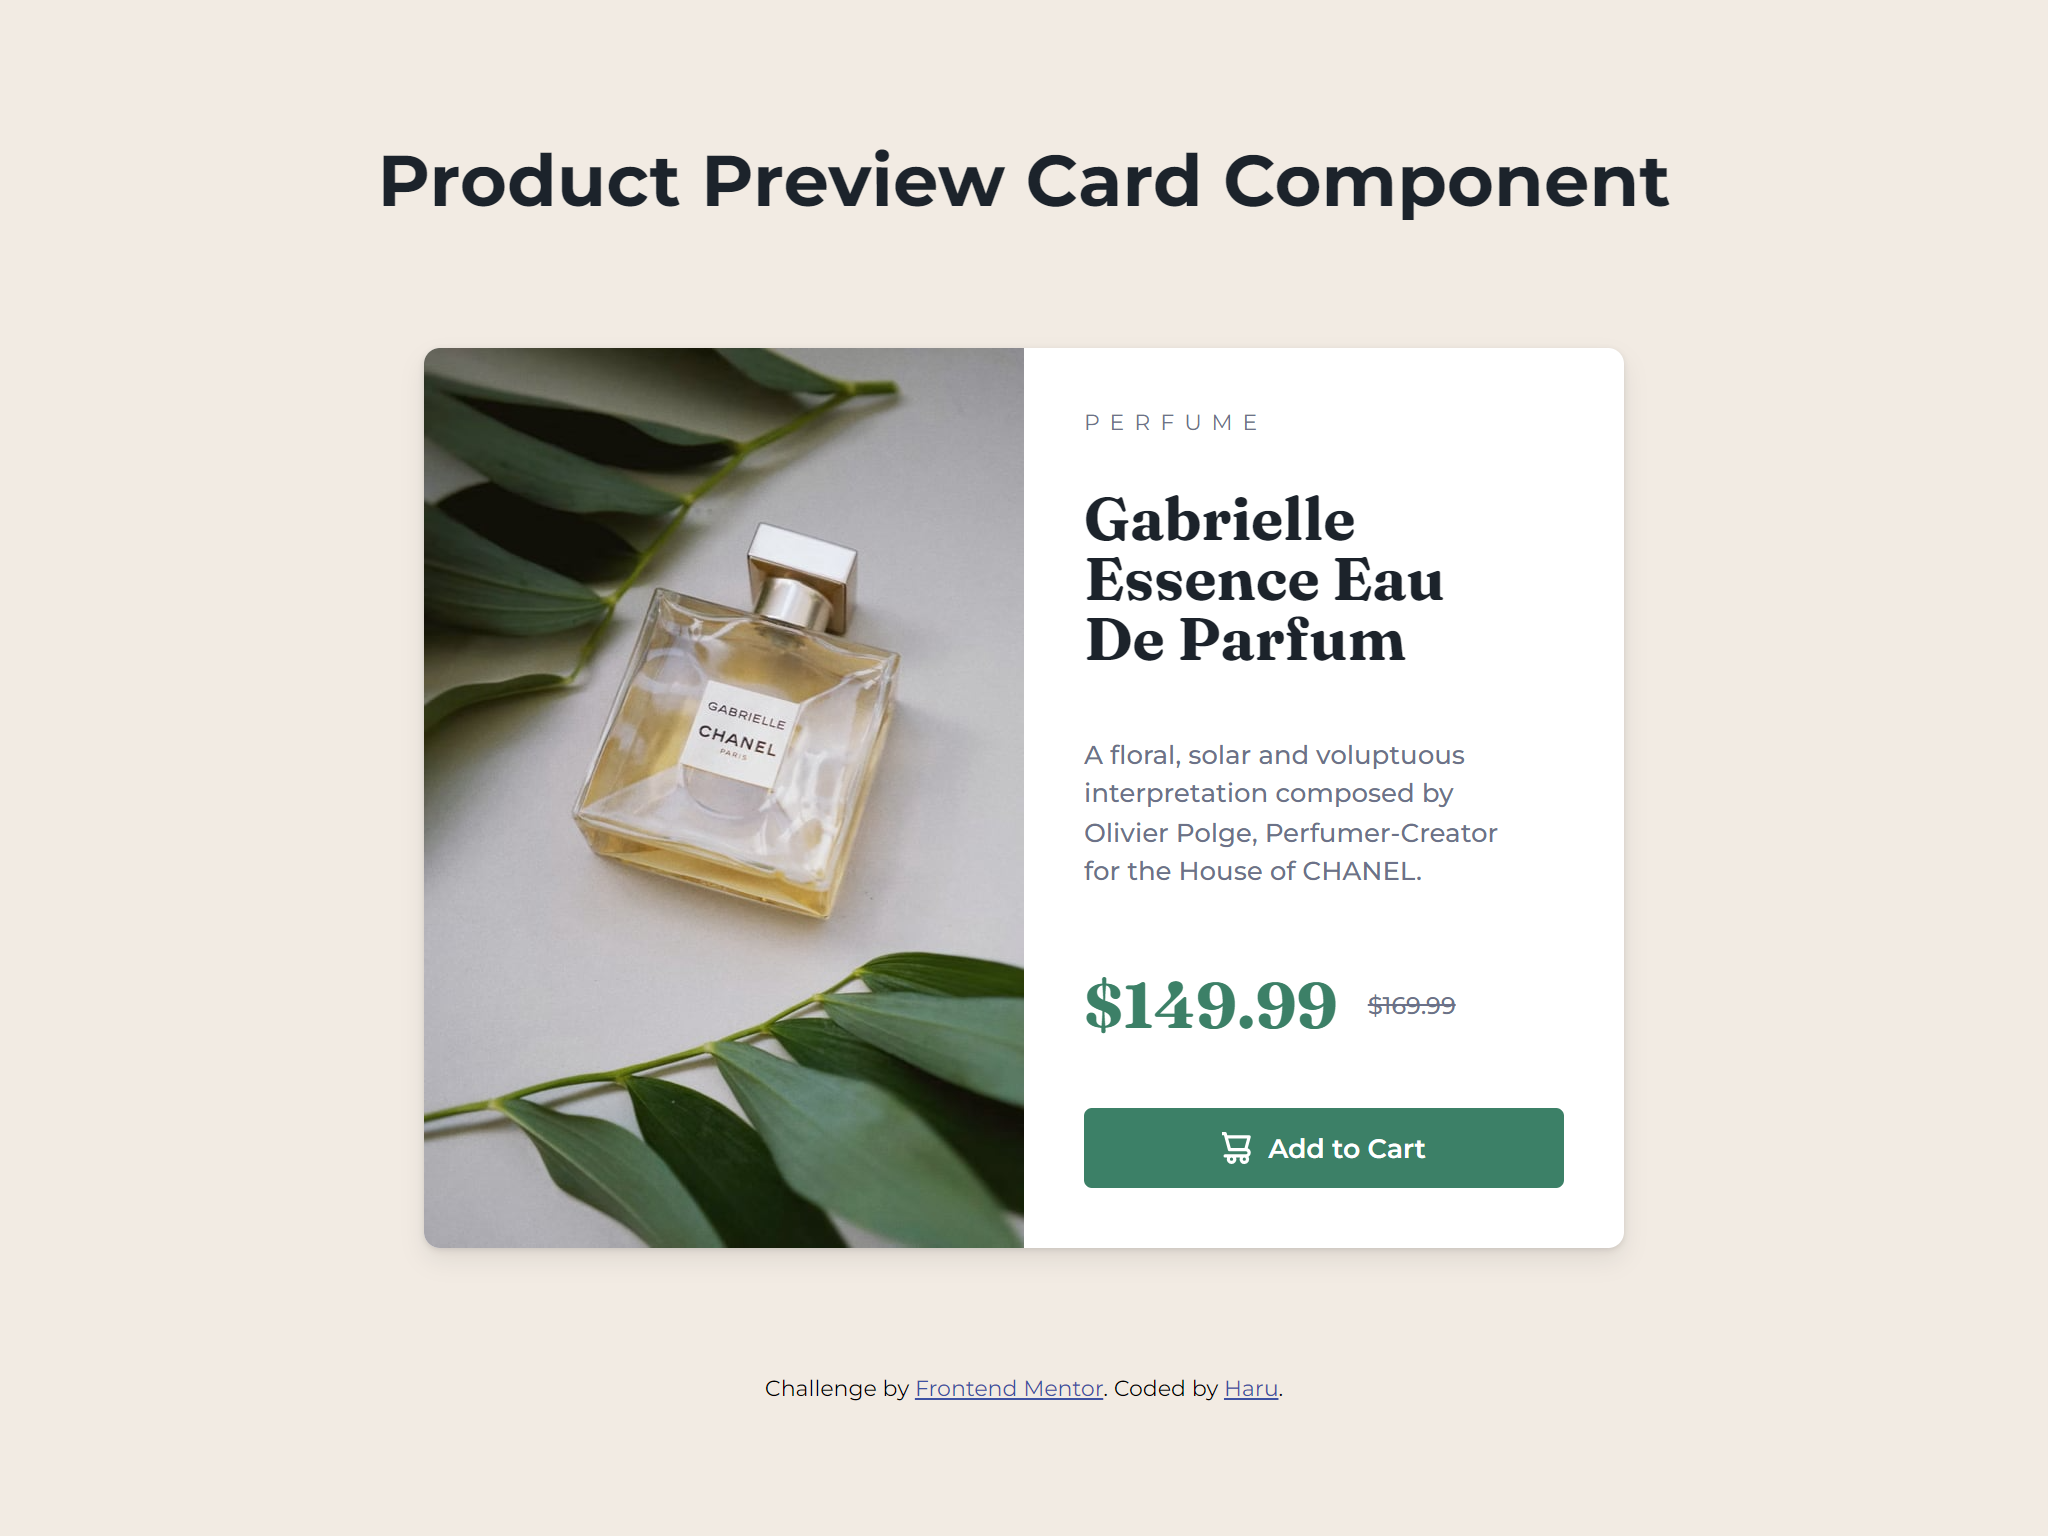 Product Preview Card Component
GABRIELLE
CHANEL
PARIS
PERFUME
Gabrielle
Essence Eau
De Parfum
A floral, solar and voluptuous
interpretation composed by
Olivier Polge, Perfumer-Creator
for the House of CHANEL.
$149.99 $169.99
Add to Cart
Challenge by Frontend Mentor. Coded by Haru.